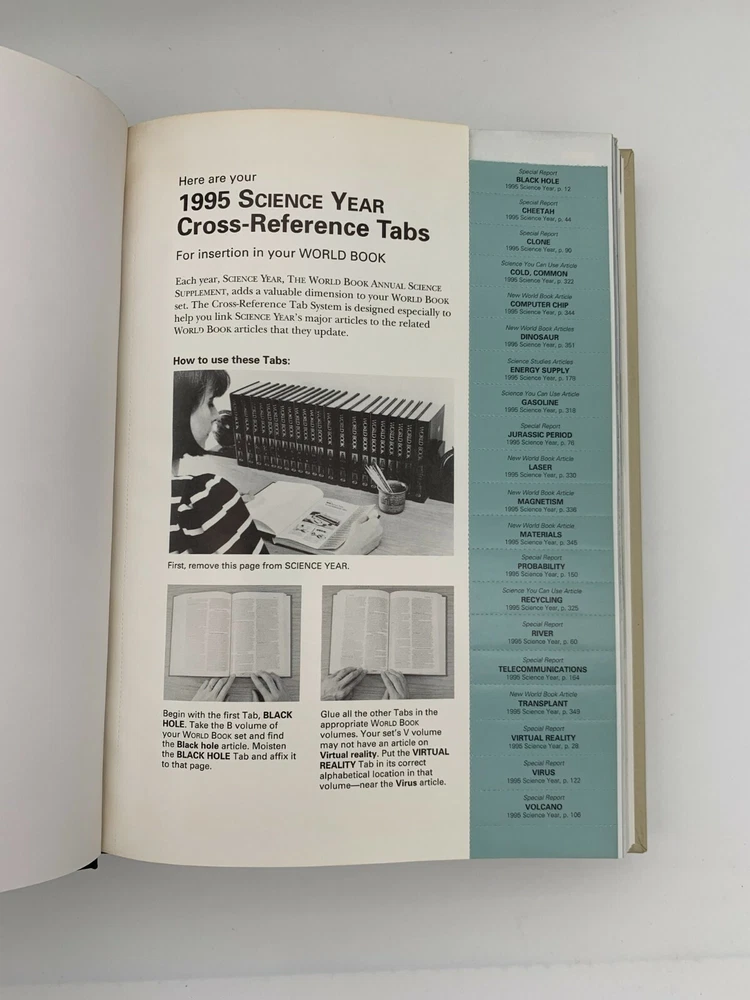 Here are your
1995 SCIENCE YEAR
Cross-Reference Tabs
For insertion in your WORLD BOOK
Each year, SCIENCE YEAR, THE WORLD BOOK ANNUAL SCIENCE
SUPPLEMENT, adds a valuable dimension to your WORLD BOOK
set. The Cross-Reference Tab System is designed especially to
help you link SCIENCE YEAR's major articles to the related
WORLD BOOK articles that they update.
How to use these Tabs:
WORLD BOOK
WORLD BOOK
WORLD BOOK
WORLD BOOK
First, remove this page from SCIENCE YEAR.
Begin with the first Tab, BLACK
HOLE. Take the B volume of
your WORLD BOOK set and find
the Black hole article. Moisten
the BLACK HOLE Tab and affix it
to that page.
Glue all the other Tabs in the
appropriate WORLD BOOK
volumes. Your set's V volume
may not have an article on
Virtual reality. Put the VIRTUAL
REALITY Tab in its correct
alphabetical location in that
volume—near the Virus article.
Special Report
BLACK HOLE
1995 Science Year, p. 12
Special Report
CHEETAH
1995 Science Year, p. 44
Special Report
CLONE
1995 Science Year, p. 90
Science You Can Use Article
COLD, COMMON
1995 Science Year, p. 322
New World Book Article
COMPUTER CHIP
1995 Science Year, p. 344
New World Book Articles
DINOSAUR
1995 Science Year, p. 351
Science Studies Articles
ENERGY SUPPLY
1995 Science Year, p. 178
Science You Can Use Article
GASOLINE
1995 Science Year, p. 318
Special Report
JURASSIC PERIOD
1995 Science Year, p. 76
New World Book Article
LASER
1995 Science Year, p. 338
New World Book Article
MAGNETISM
1995 Science Year, p. 336
New World Book Article
MATERIALS
1995 Science Year, p. 345
Special Report
PROBABILITY
1995 Science Year, p. 150
Science You Can Use Article
RECYCLING
1995 Science Year, p. 325
Special Report
RIVER
1995 Science Year, p. 60
Special Report
TELECOMMUNICATIONS
1995 Science Year, p. 164
New World Book Article
TRANSPLANT
1995 Science Year, p. 349
Special Report
VIRTUAL REALITY
1995 Science Year, p. 28
Special Report
VIRUS
1995 Science Year, p. 122
Special Report
VOLCANO
1995 Science Year, p. 106